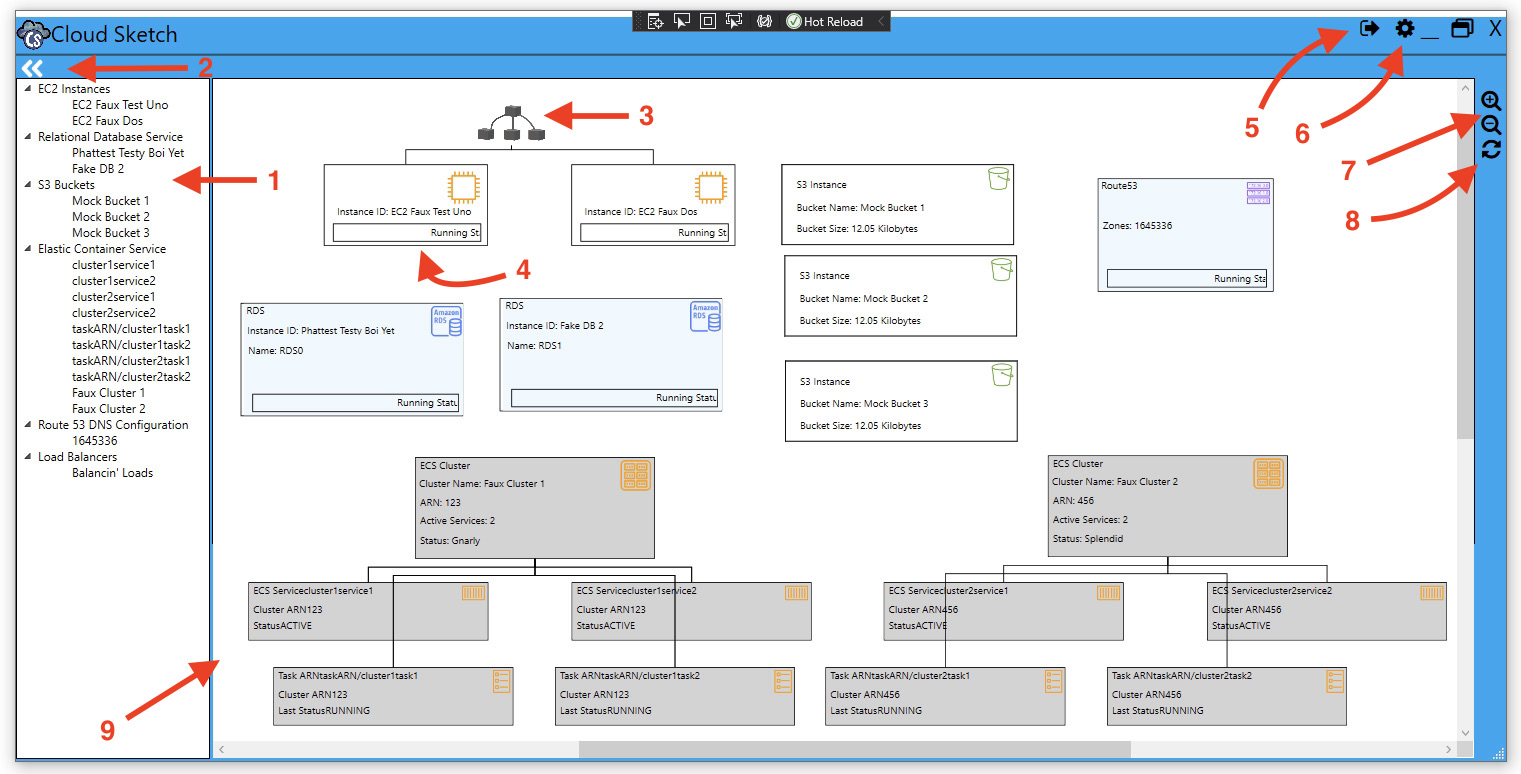 Hot Reload
CS Cloud Sketch
X
5
6
2
EC2 Instances
EC2 Faux Test Uno
EC2 Faux Dos
Relational Database Service
Phattest Testy Boi Yet
Fake DB 2
S3 Buckets
Mock Bucket 1
Mock Bucket 2
Mock Bucket 3
Elastic Container Service
cluster1service1
cluster1service2
cluster2service1
cluster2service2
taskARN/cluster1task1
taskARN/cluster1task2
taskARN/cluster2task1
taskARN/cluster2task2
Faux Cluster 1
Faux Cluster 2
Route 53 DNS Configuration
1645336
Load Balancers
Balancin' Loads
1
3
Instance ID: EC2 Faux Test Uno
Running St
Instance ID: EC2 Faux Dos
Running St
4
S3 Instance
Bucket Name: Mock Bucket 1
Bucket Size: 12.05 Kilobytes
S3 Instance
Bucket Name: Mock Bucket 2
Bucket Size: 12.05 Kilobytes
S3 Instance
Bucket Name: Mock Bucket 3
Bucket Size: 12.05 Kilobytes
Route53
Zones: 1645336
Running Sta
7
8
RDS
Amazon
RDS
Instance ID: Phattest Testy Boi Yet
Name: RDS0
Running Statu
RDS
Amazon
RDS
Instance ID: Fake DB 2
Name: RDS1
Running Statu
ECS Cluster
Cluster Name: Faux Cluster 1
ARN: 123
Active Services: 2
Status: Gnarly
ECS Cluster
Cluster Name: Faux Cluster 2
ARN: 456
Active Services: 2
Status: Splendid
ECS Servicecluster1service1
Cluster ARN123
StatusACTIVE
ECS Servicecluster1service2
Cluster ARN123
StatusACTIVE
ECS Servicecluster2service1
Cluster ARN456
StatusACTIVE
ECS Servicecluster2service2
Cluster ARN456
StatusACTIVE
9
Task ARNtaskARN/cluster1task1
Cluster ARN123
Last StatusRUNNING
Task ARNtaskARN/cluster1task2
Cluster ARN123
Last StatusRUNNING
Task ARNtaskARN/cluster2task1
Cluster ARN456
Last StatusRUNNING
Task ARNtaskARN/cluster2task2
Cluster ARN456
Last StatusRUNNING